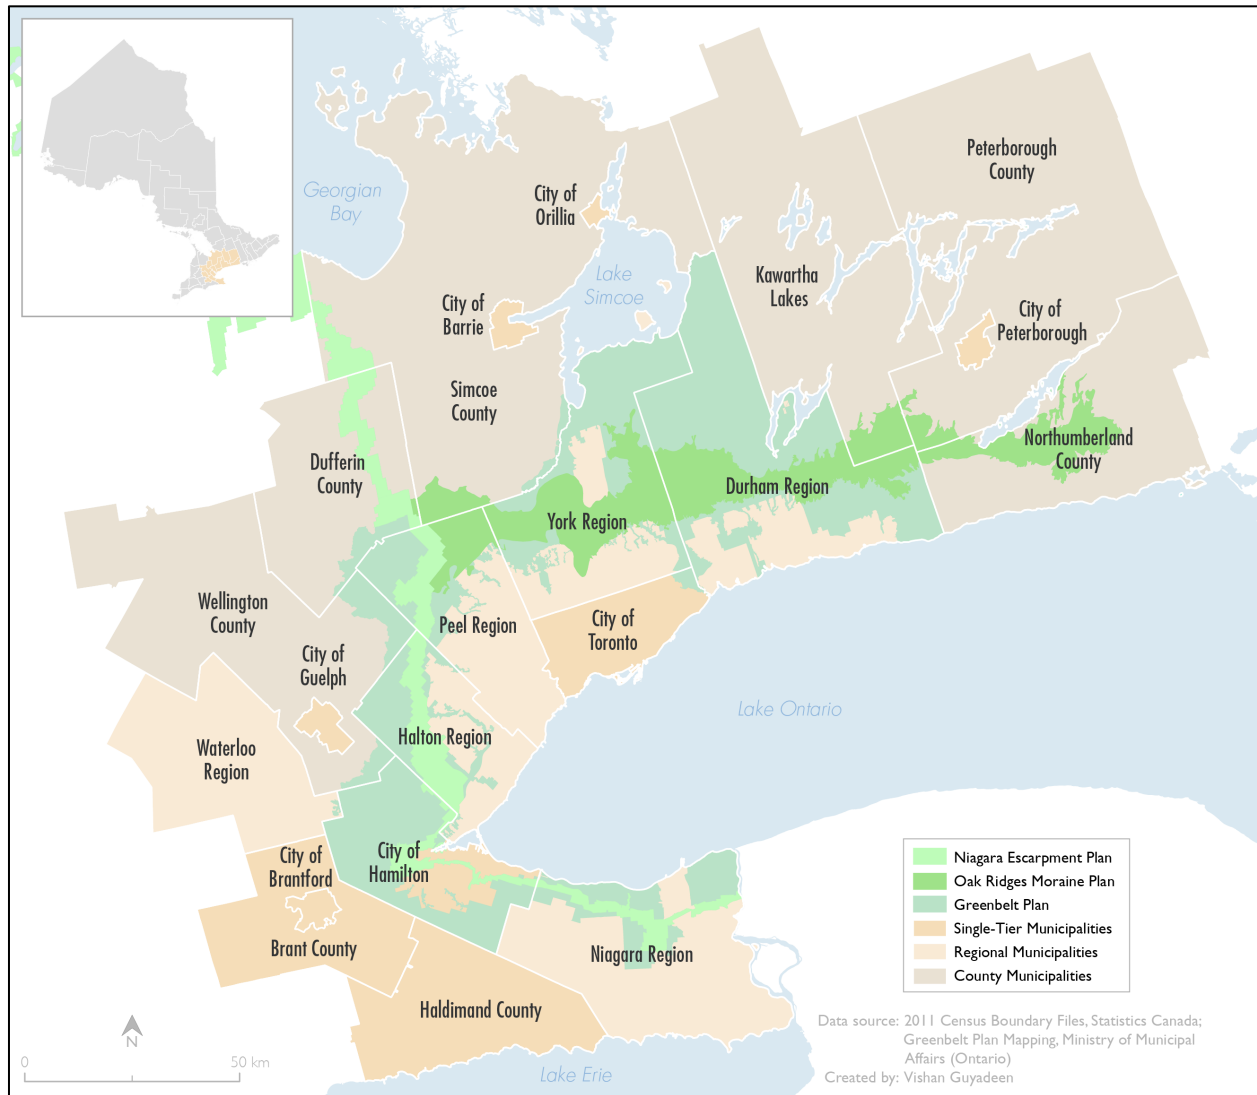 Georgian
Bay
City of
Orillia
Peterborough
County
Lake
Simcoe
Kawartha
Lakes
City of
Barrie
City of
Peterborough
Simcoe
County
Dufferin
County
Northumberland
County
Durham Region
York Region
Wellington
County
Peel Region
City of
Toronto
City of
Guelph
Lake Ontario
Halton Region
Waterloo
Region
City of
Brantford
City of
Hamilton
Brant County
Niagara Region
Haldimand County
Lake Erie
Niagara Escarpment Plan
Oak Ridges Moraine Plan
Greenbelt Plan
Single-Tier Municipalities
Regional Municipalities
County Municipalities
N
0 50 km
Data source: 2011 Census Boundary Files, Statistics Canada;
Greenbelt Plan Mapping, Ministry of Municipal
Affairs (Ontario)
Created by: Vishan Guyadeen